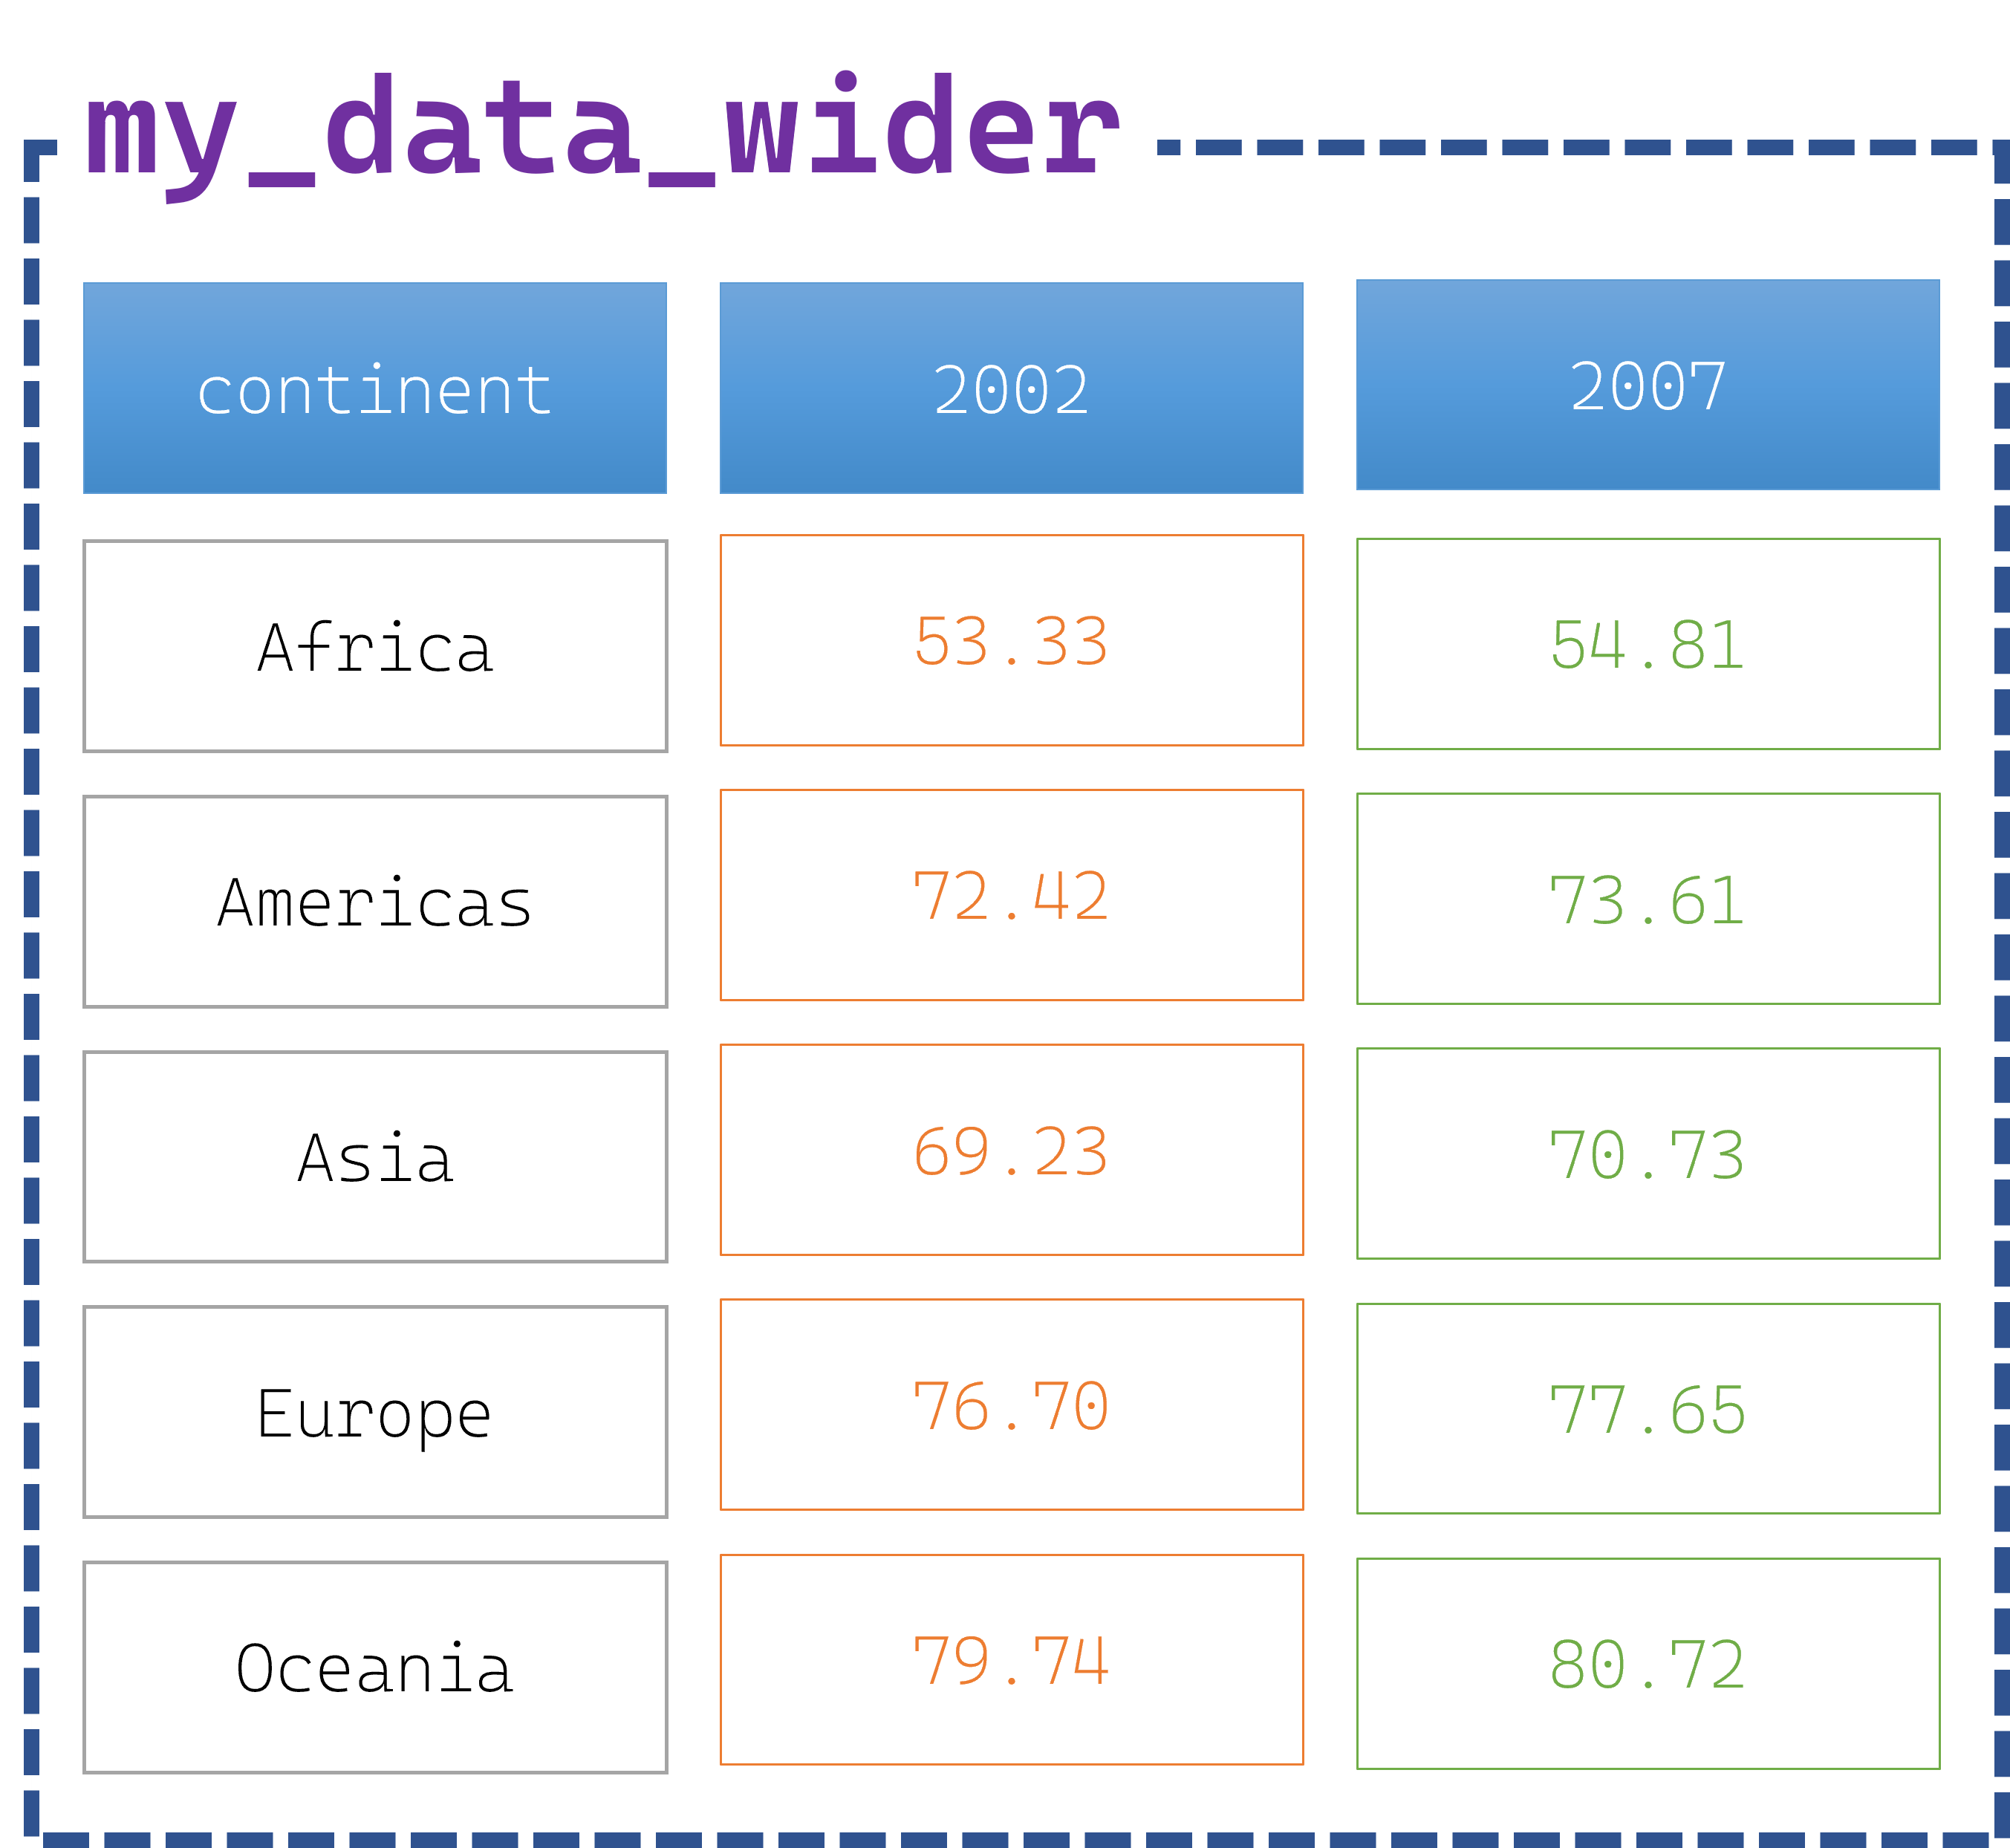 my_data_wider
continent 2002 2007
Africa 53.33 54.81
Americas 72.42 73.61
Asia 69.23 70.73
Europe 76.70 77.65
Oceania 79.74 80.72